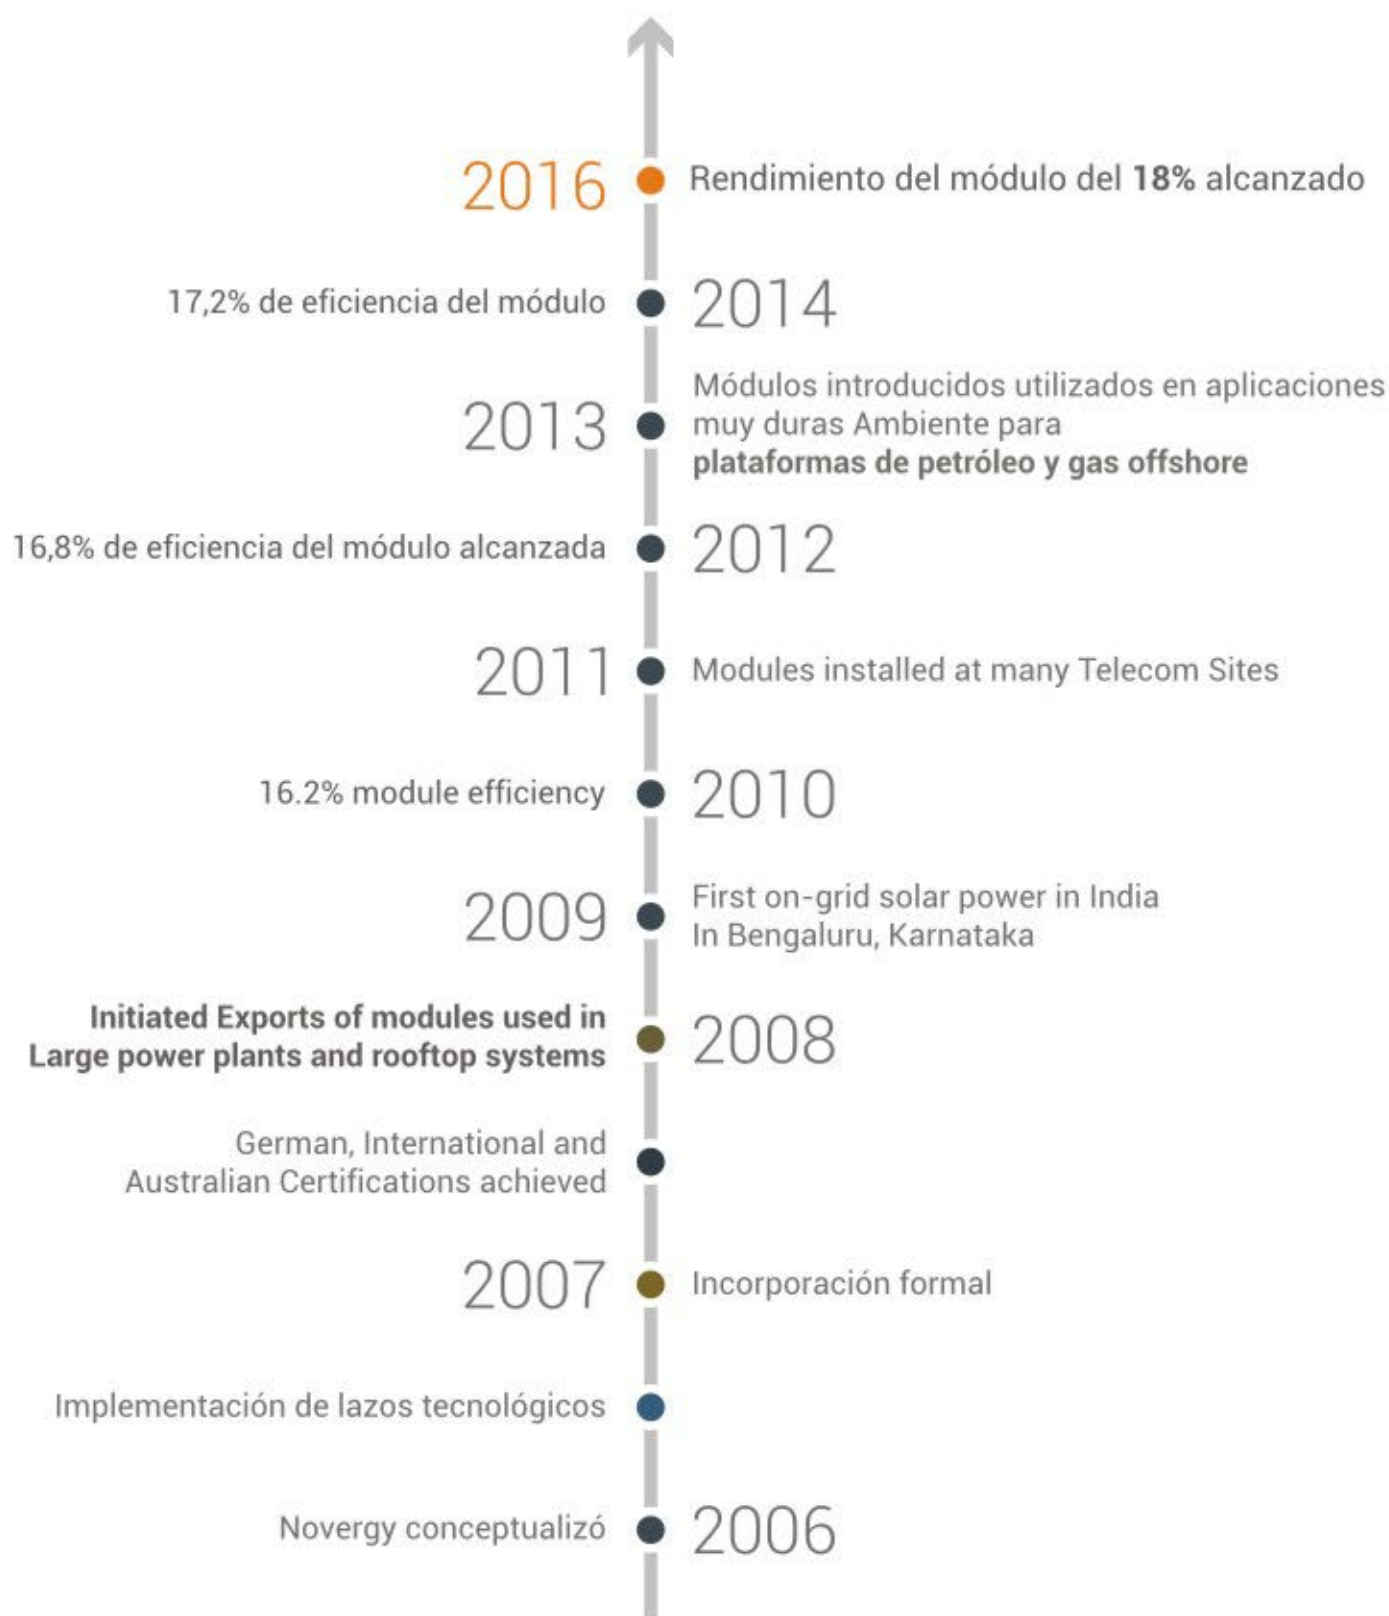 2016
Rendimiento del módulo del 18% alcanzado
17,2% de eficiencia del módulo
2014
2013
Módulos introducidos utilizados en aplicaciones
muy duras Ambiente para
plataformas de petróleo y gas offshore
16,8% de eficiencia del módulo alcanzada
2012
2011
Modules installed at many Telecom Sites
16.2% module efficiency
2010
2009
First on-grid solar power in India
In Bengaluru, Karnataka
Initiated Exports of modules used in
Large power plants and rooftop systems
2008
German, International and
Australian Certifications achieved
2007
Incorporación formal
Implementación de lazos tecnológicos
Novergy conceptualizó
2006